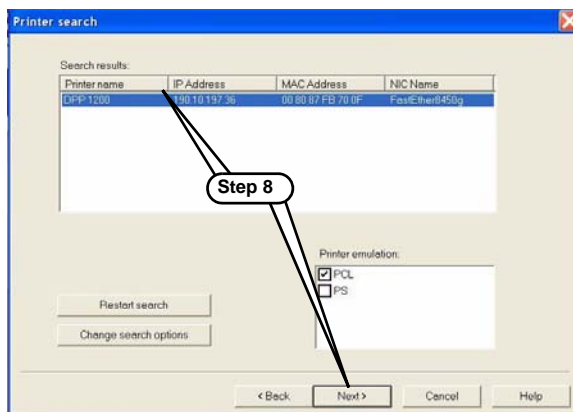 Printer search
Search results:
Printer name IP Address MAC Address NIC Name
DPP 1200 190.10.197.36 00 80 87 FB 70 0F FastEther8450g
Step 8
Printer emulation:
PCL
PS
Restart search
Change search options
< Back Next > Cancel Help